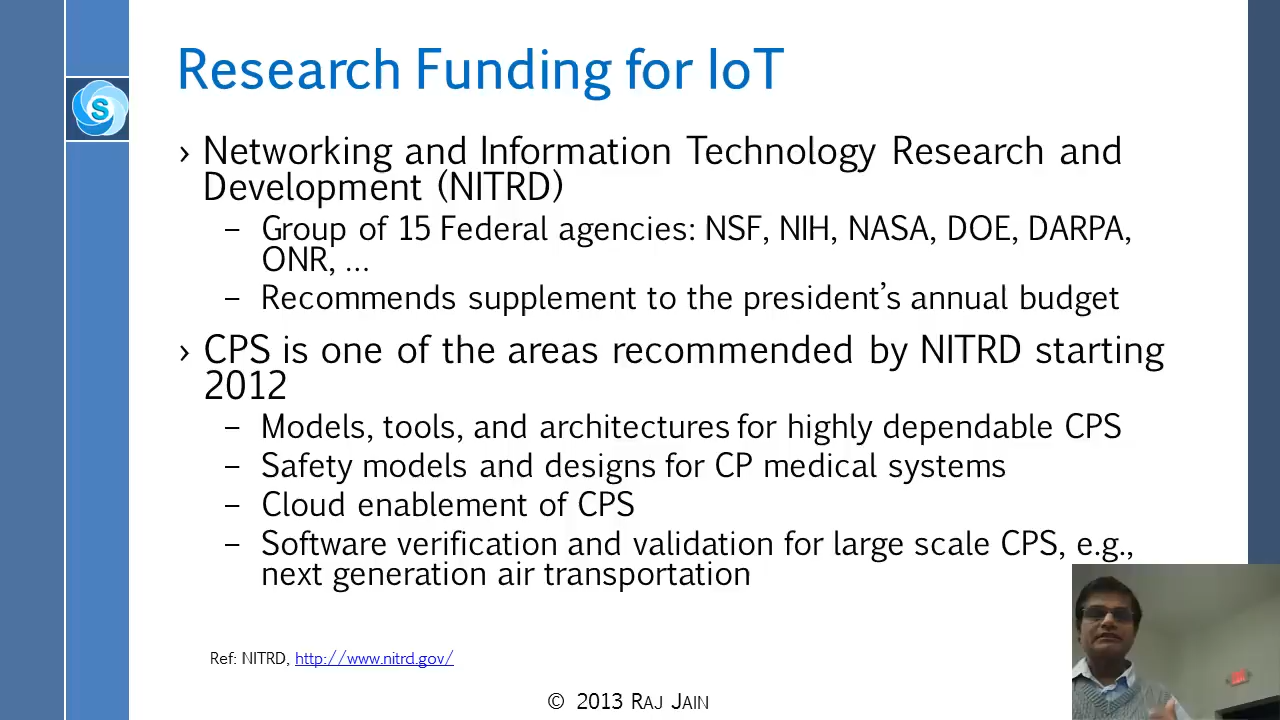 S
Research Funding for IoT
› Networking and Information Technology Research and
Development (NITRD)
– Group of 15 Federal agencies: NSF, NIH, NASA, DOE, DARPA,
ONR, ...
– Recommends supplement to the president’s annual budget
› CPS is one of the areas recommended by NITRD starting
2012
– Models, tools, and architectures for highly dependable CPS
– Safety models and designs for CP medical systems
– Cloud enablement of CPS
– Software verification and validation for large scale CPS, e.g.,
next generation air transportation
Ref: NITRD, http://www.nitrd.gov/
© 2013 RAJ JAIN